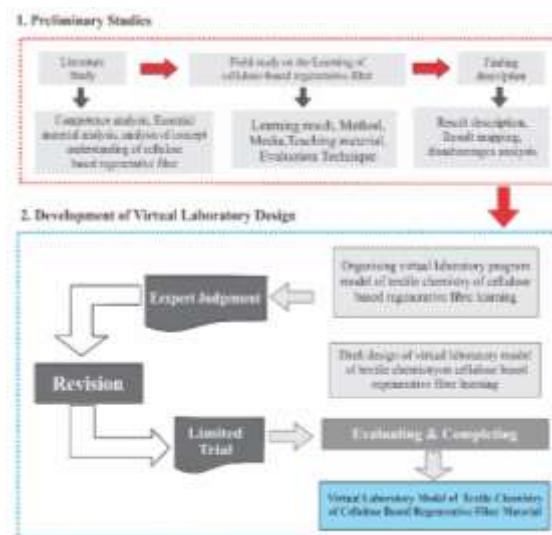 1. Preliminary Studies
Literature
Study
Field study on the Learning of
cellulose-based regenerative fiber
Finding
description
Competence analysis, Essential
material analysis, analysis of concept
understanding of cellulose
based regenerative fiber
Learning result, Method,
Media, Teaching material,
Evaluation Technique
Result description,
Result mapping,
disadvantages analysis
2. Development of Virtual Laboratory Design
Organising virtual laboratory program
model of textile chemistry of cellulose
based regenerative fibre learning
Expert Judgment
Draft design of virtual laboratory model
of textile cellulose based
regenerative fiber learning
Revision
Limited
Trial
Evaluating & Completing
Virtual Laboratory Model of Textile Chemistry
of Cellulose Based Regenerative Fiber Material